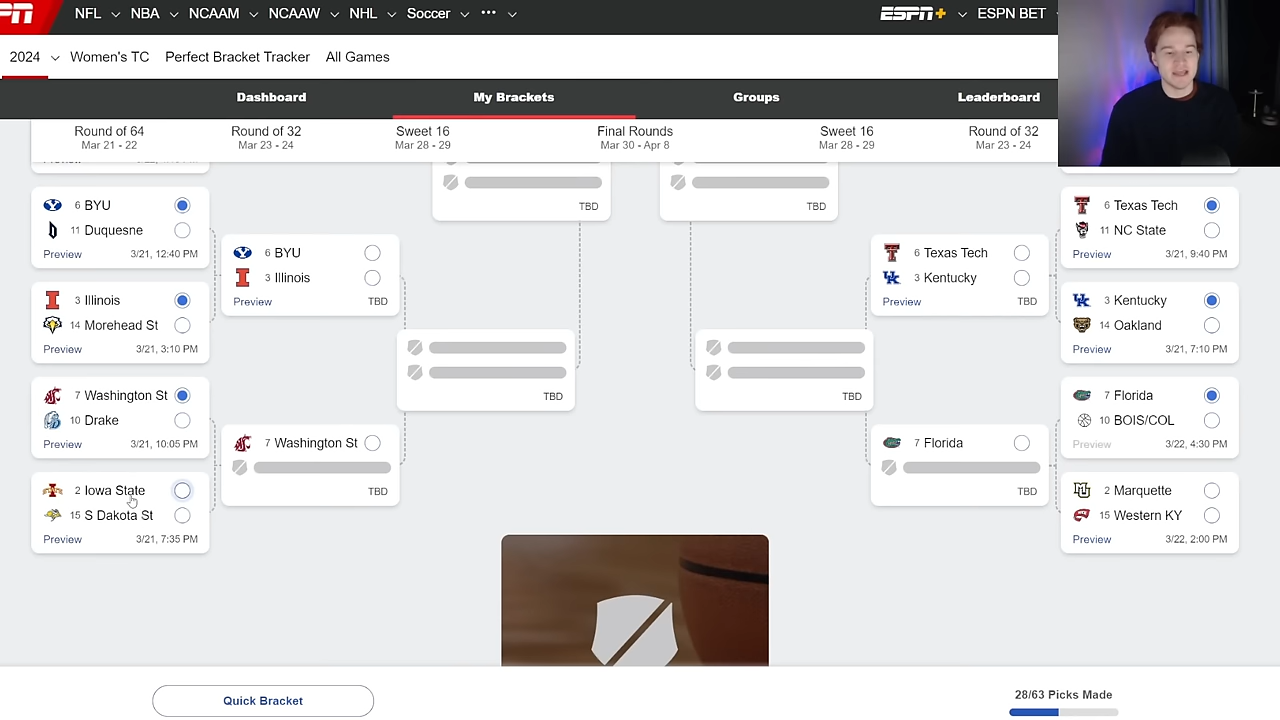 NFL NBA NCAAM NCAAW NHL Soccer ••• ESPN+ ESPN BET
2024 Women's TC Perfect Bracket Tracker All Games
Dashboard My Brackets Groups Leaderboard
Round of 64 Round of 32 Sweet 16 Final Rounds Sweet 16 Round of 32
Mar 21 - 22 Mar 23 - 24 Mar 28 - 29 Mar 30 - Apr 8 Mar 28 - 29 Mar 23 - 24
6 BYU
11 Duquesne
Preview 3/21, 12:40 PM
3 Illinois
14 Morehead St
Preview 3/21, 3:10 PM
7 Washington St
10 Drake
Preview 3/21, 10:05 PM
2 Iowa State
15 S Dakota St
Preview 3/21, 7:35 PM
6 BYU
3 Illinois
Preview TBD
7 Washington St
TBD
TBD
TBD
TBD
TBD
6 Texas Tech
3 Kentucky
Preview TBD
7 Florida
TBD
6 Texas Tech
11 NC State
Preview 3/21, 9:40 PM
3 Kentucky
14 Oakland
Preview 3/21, 7:10 PM
7 Florida
10 BOIS/COL
Preview 3/22, 4:30 PM
2 Marquette
15 Western KY
Preview 3/22, 2:00 PM
Quick Bracket
28/63 Picks Made